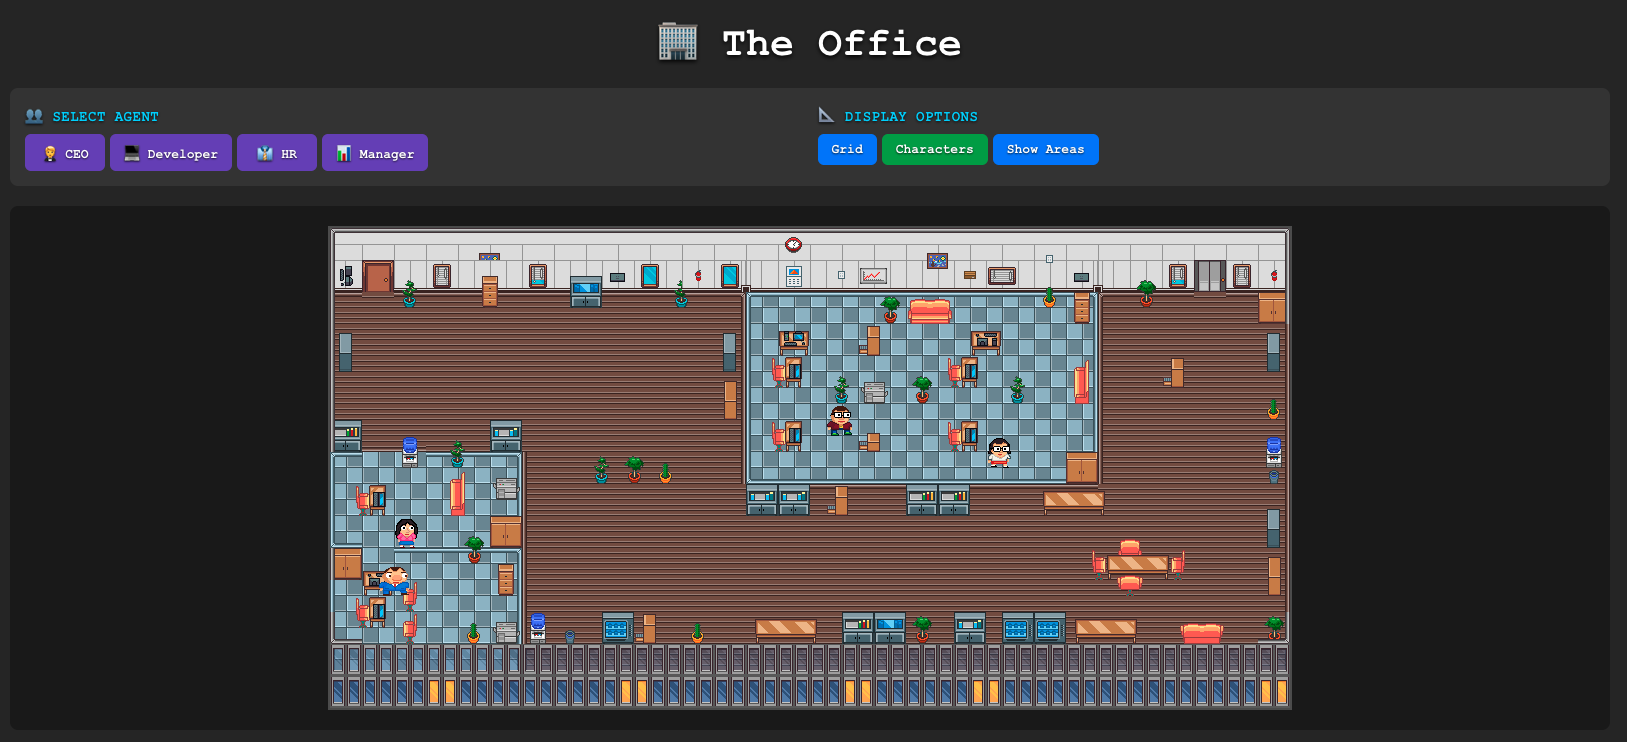 The Office
SELECT AGENT
CEO
Developer
HR
Manager
DISPLAY OPTIONS
Grid
Characters
Show Areas